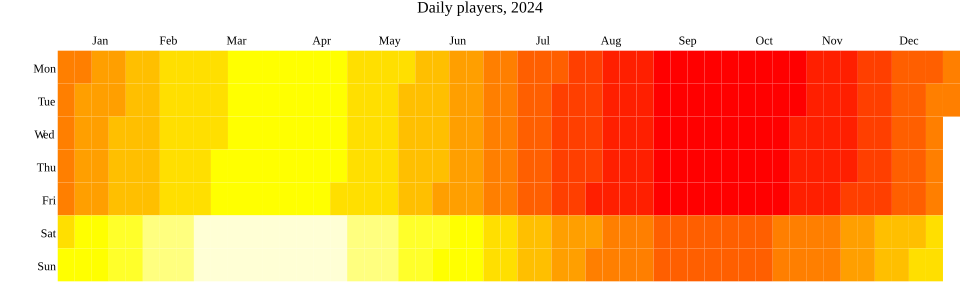 Daily players, 2024
Jan Feb Mar Apr May Jun Jul Aug Sep Oct Nov Dec
Mon
Tue
Wed
Thu
Fri
Sat
Sun